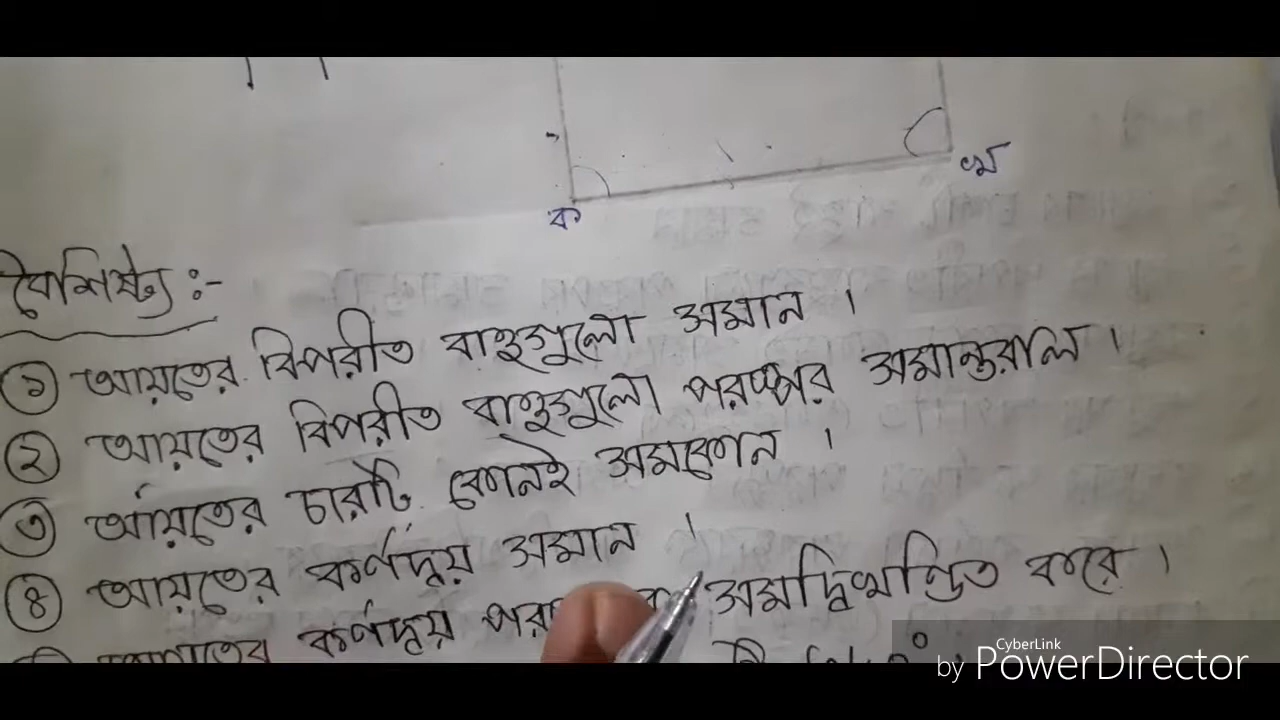 ক
খ
বৈশিষ্ট্য :-
১ আয়তের বিপরীত বাহুগুলো সমান ।
২ আয়তের বিপরীত বাহুগুলো পরস্পর সমান্তরাল ।
৩ আয়তের চারটি কোনই সমকোন ।
৪ আয়তের কর্ণদ্বয় সমান ।
কর্ণদ্বয় সমদ্বিখণ্ডিত করে ।
CyberLink
by PowerDirector